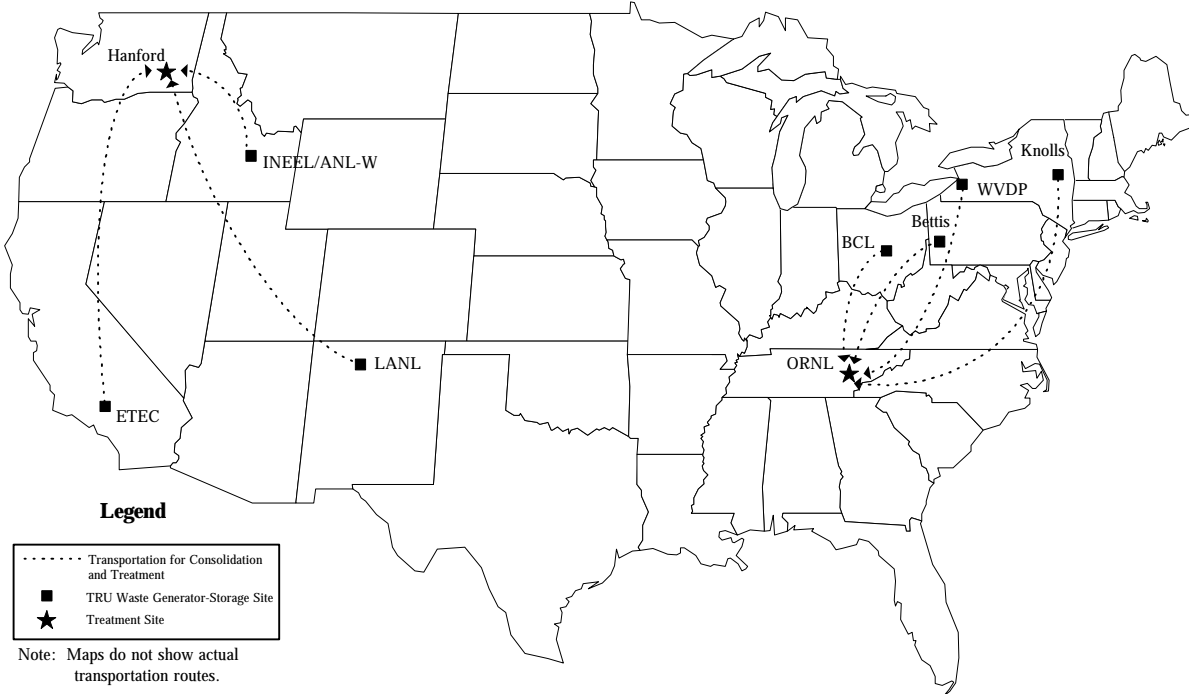 Hanford
INEEL/ANL-W
Knolls
WVDP
Bettis
BCL
ORNL
LANL
ETEC
Legend
Transportation for Consolidation
and Treatment
TRU Waste Generator-Storage Site
Treatment Site
Note: Maps do not show actual
transportation routes.